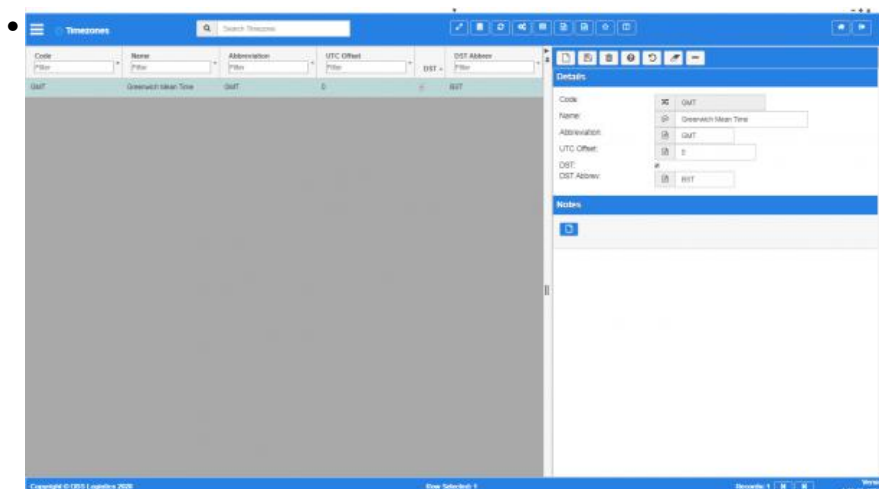 Timezones
Search Timezone
Code Name Abbreviation UTC Offset DST DST Abbrev
Filter Filter Filter Filter Filter
GMT Greenwich Mean Time GMT 0 BST
Details
Code: GMT
Name: Greenwich Mean Time
Abbreviation: GMT
UTC Offset: 0
DST:
DST Abbrev: BST
Notes
Copyright © OBS Logistics 2020 Row Selected: 1 Records: 1